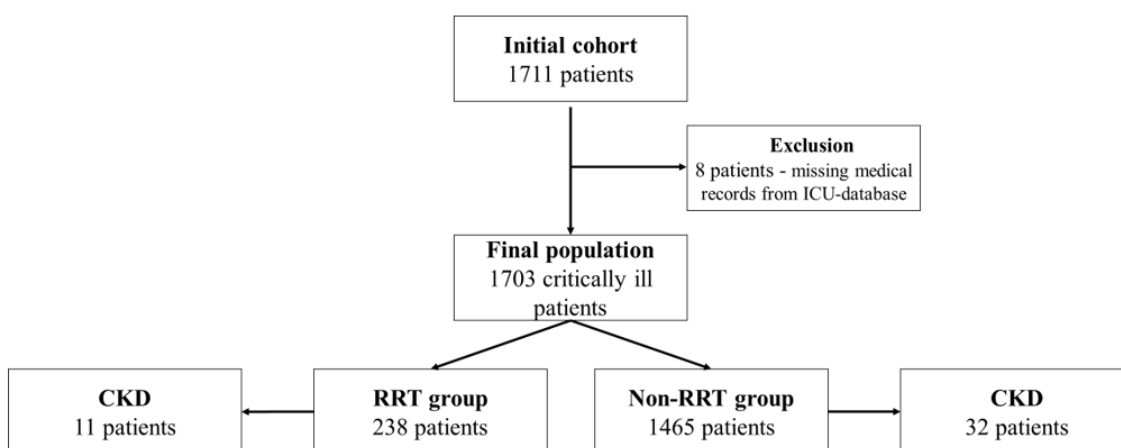 Initial cohort
1711 patients
Exclusion
8 patients - missing medical
records from ICU-database
Final population
1703 critically ill
patients
CKD
11 patients
RRT group
238 patients
Non-RRT group
1465 patients
CKD
32 patients